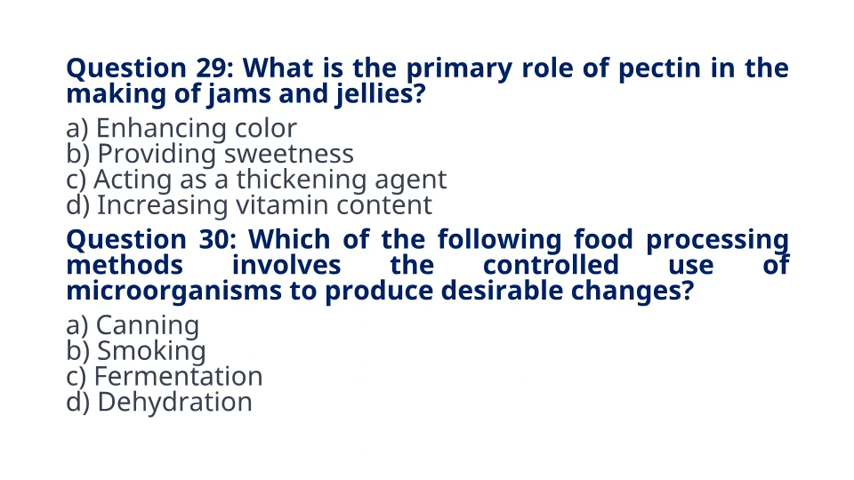 Question 29: What is the primary role of pectin in the
making of jams and jellies?
a) Enhancing color
b) Providing sweetness
c) Acting as a thickening agent
d) Increasing vitamin content
Question 30: Which of the following food processing
methods involves the controlled use of
microorganisms to produce desirable changes?
a) Canning
b) Smoking
c) Fermentation
d) Dehydration